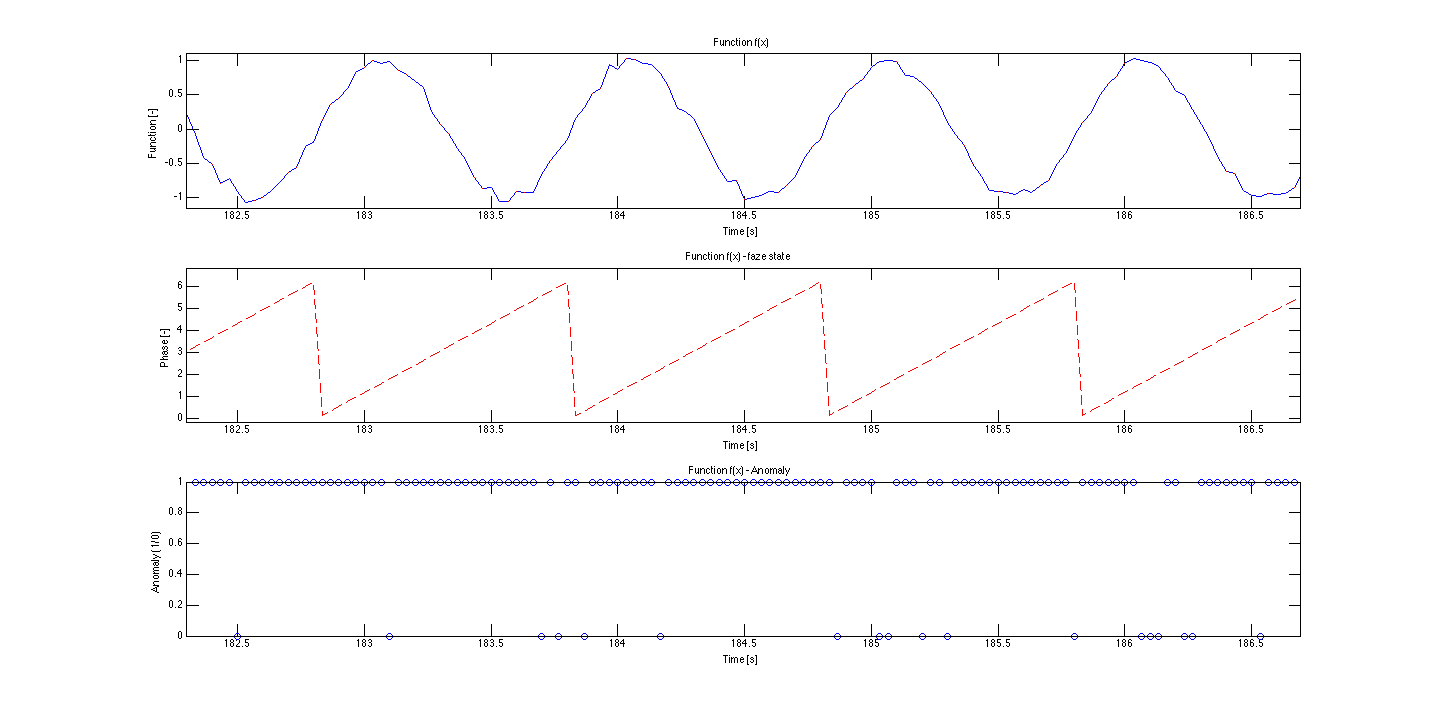 Function f(x)
Function [-]
1
0.5
0
-0.5
-1
182.5 183 183.5 184 184.5 185 185.5 186 186.5
Time [s]
Function f(x) - faze state
Phase [-]
6
5
4
3
2
1
0
182.5 183 183.5 184 184.5 185 185.5 186 186.5
Time [s]
Function f(x) - Anomaly
Anomaly (1/0)
1
0.8
0.6
0.4
0.2
0
182.5 183 183.5 184 184.5 185 185.5 186 186.5
Time [s]